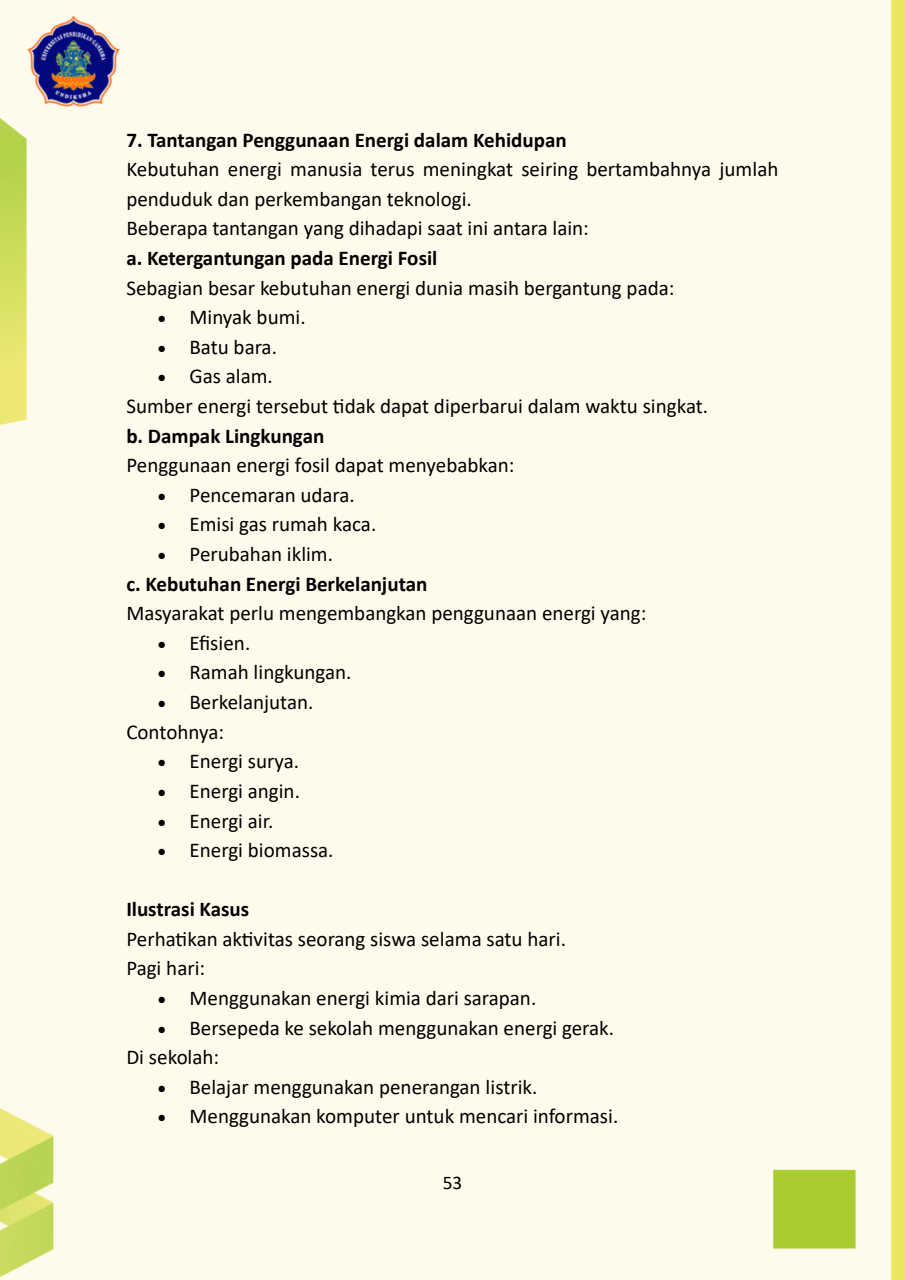 UNIVERSITAS PENDIDIKAN GANESHA
UNDIKSHA
7. Tantangan Penggunaan Energi dalam Kehidupan
Kebutuhan energi manusia terus meningkat seiring bertambahnya jumlah
penduduk dan perkembangan teknologi.
Beberapa tantangan yang dihadapi saat ini antara lain:
a. Ketergantungan pada Energi Fosil
Sebagian besar kebutuhan energi dunia masih bergantung pada:
• Minyak bumi.
• Batu bara.
• Gas alam.
Sumber energi tersebut tidak dapat diperbarui dalam waktu singkat.
b. Dampak Lingkungan
Penggunaan energi fosil dapat menyebabkan:
• Pencemaran udara.
• Emisi gas rumah kaca.
• Perubahan iklim.
c. Kebutuhan Energi Berkelanjutan
Masyarakat perlu mengembangkan penggunaan energi yang:
• Efisien.
• Ramah lingkungan.
• Berkelanjutan.
Contohnya:
• Energi surya.
• Energi angin.
• Energi air.
• Energi biomassa.
Ilustrasi Kasus
Perhatikan aktivitas seorang siswa selama satu hari.
Pagi hari:
• Menggunakan energi kimia dari sarapan.
• Bersepeda ke sekolah menggunakan energi gerak.
Di sekolah:
• Belajar menggunakan penerangan listrik.
• Menggunakan komputer untuk mencari informasi.
53